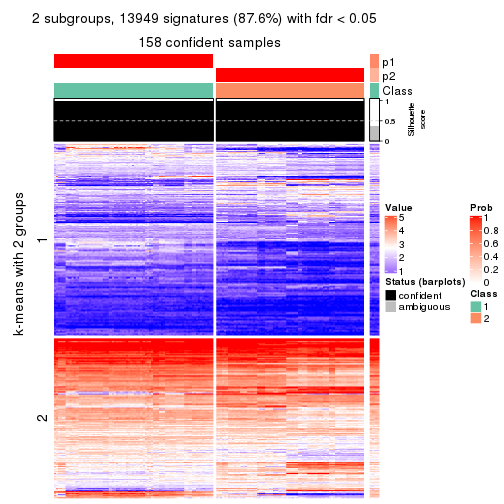 2 subgroups, 13949 signatures (87.6%) with fdr < 0.05
158 confident samples
p1
p2
Class
1
0.5
0
Silhouette
score
k-means with 2 groups
1
2
Value
5
4
3
2
1
Status (barplots)
confident
ambiguous
Prob
1
0.8
0.6
0.4
0.2
0
Class
1
2